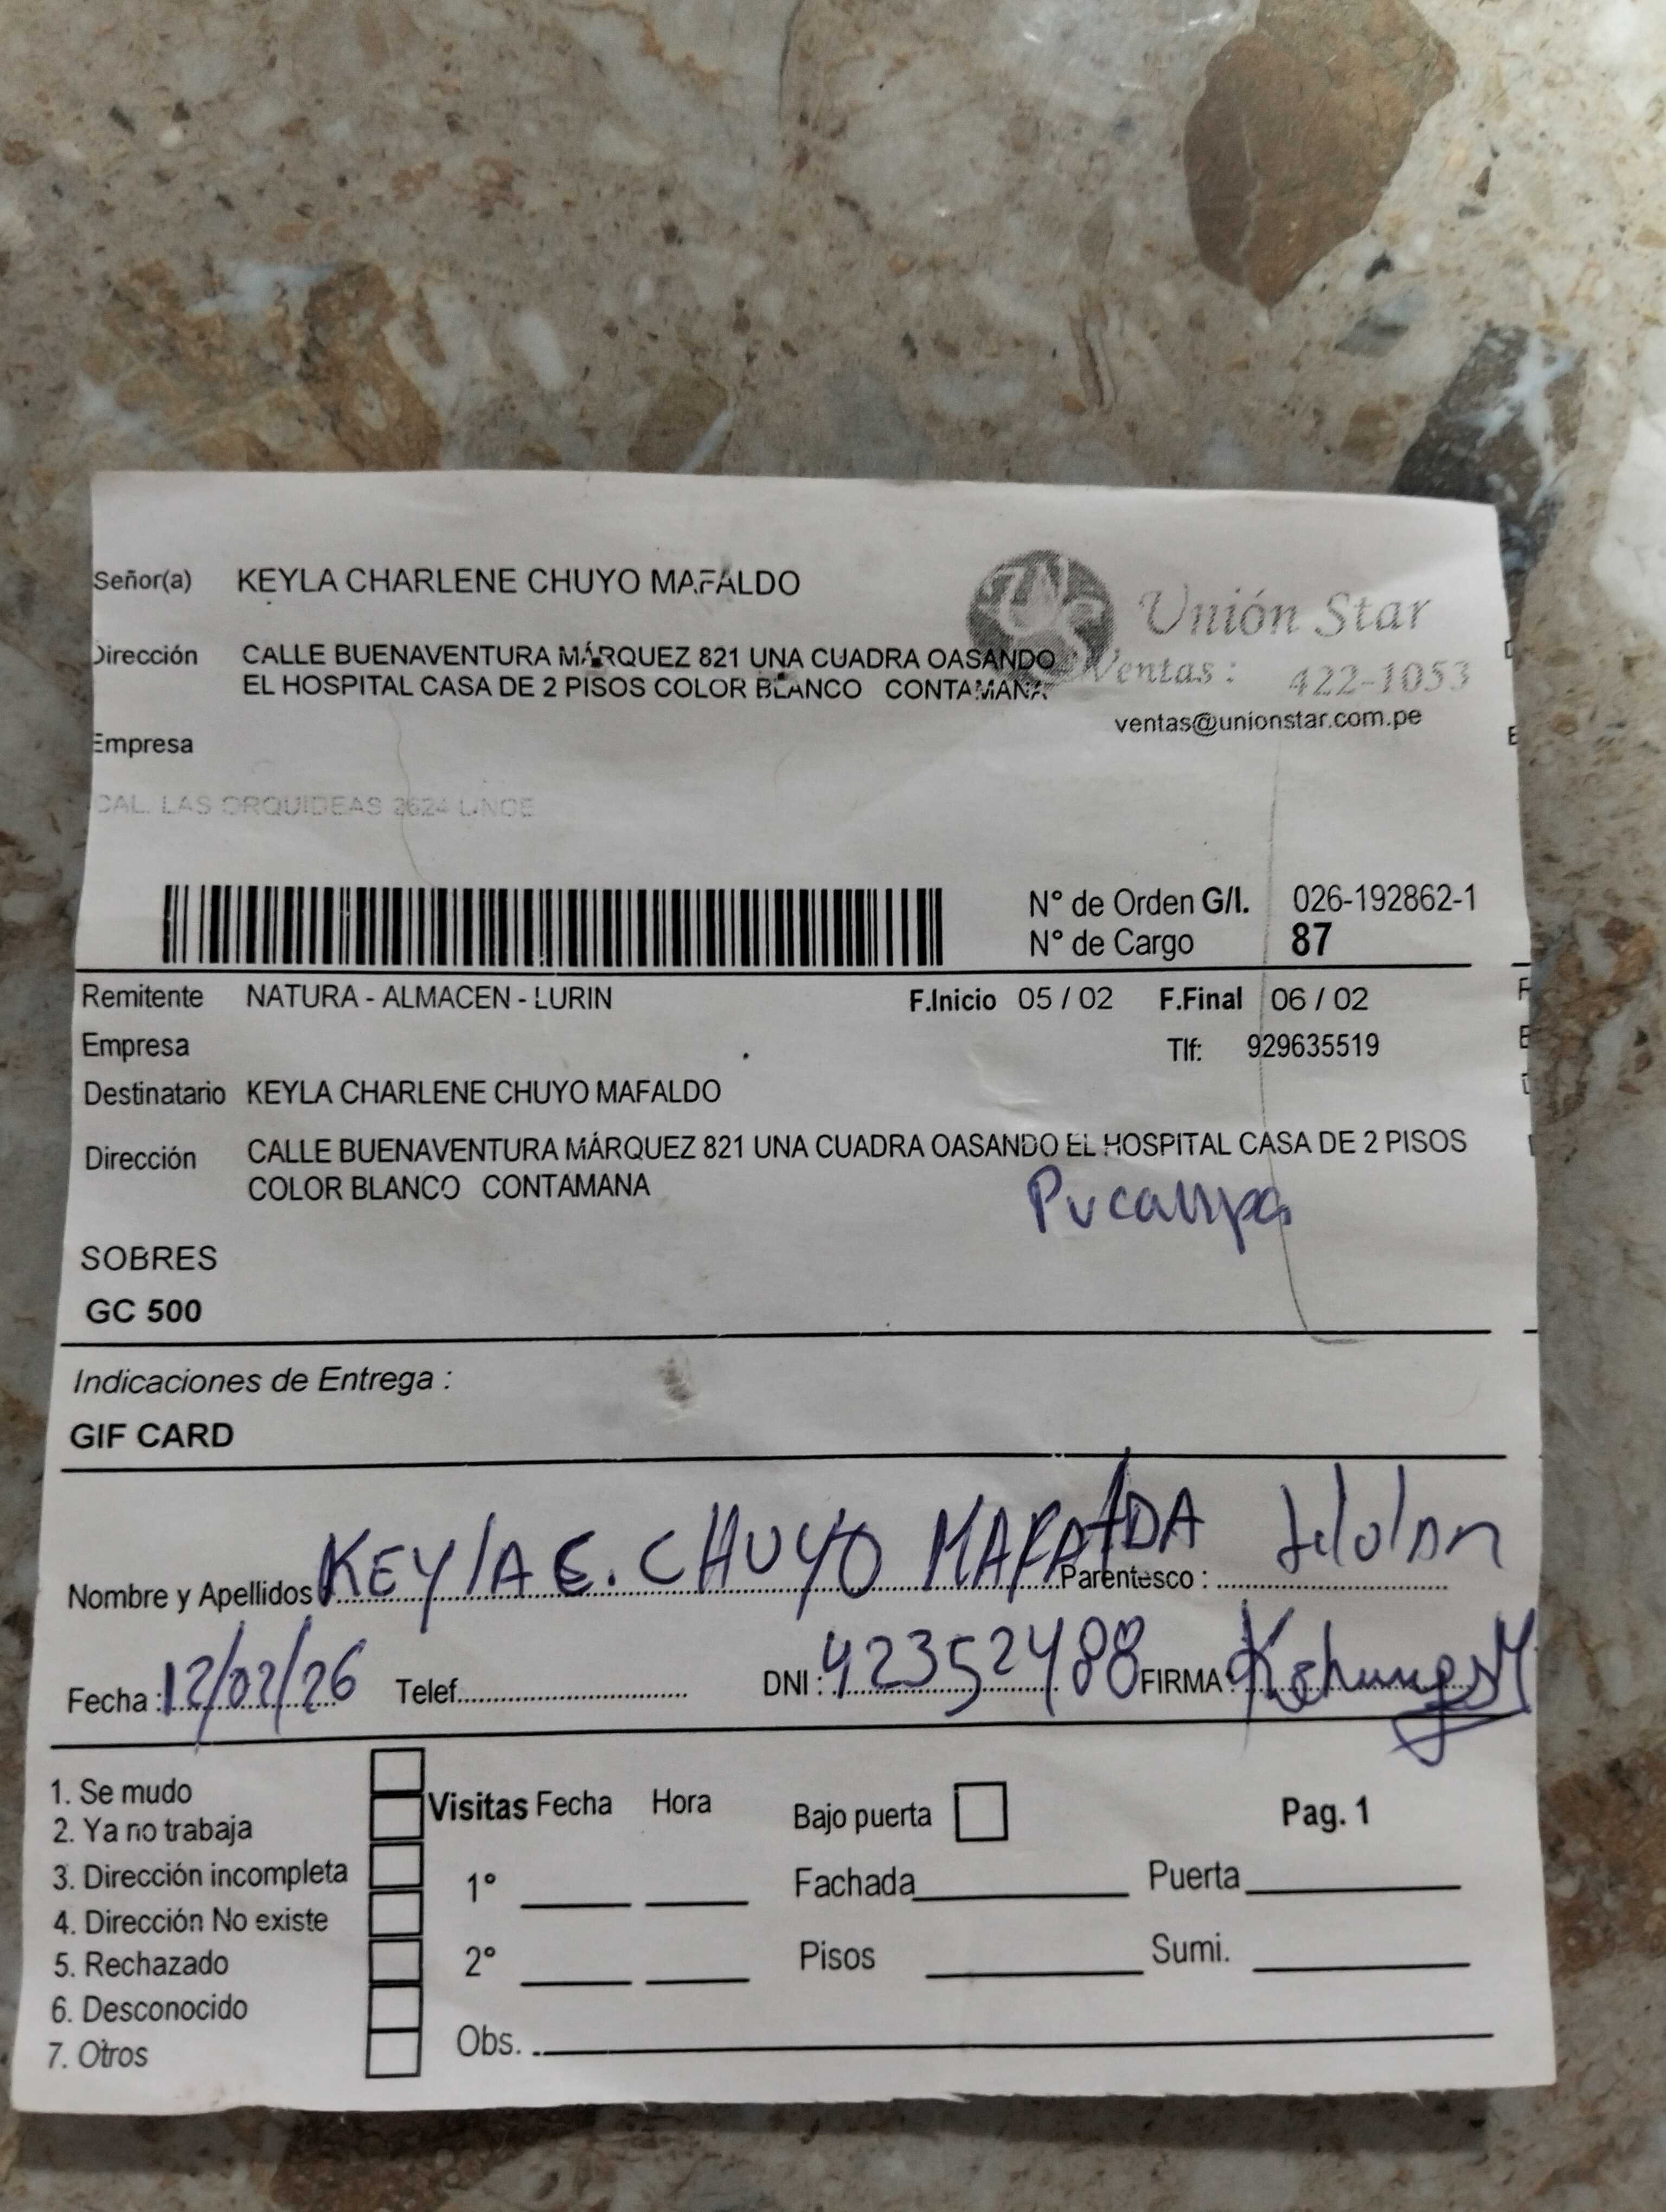 Señor(a) KEYLA CHARLENE CHUYO MAFALDO
Unión Star
Dirección CALLE BUENAVENTURA MÁRQUEZ 821 UNA CUADRA OASANDO
EL HOSPITAL CASA DE 2 PISOS COLOR BLANCO CONTAMANA
Ventas: 422-1053
ventas@unionstar.com.pe
Empresa
CAL. LAS ORQUIDEAS 2624 LINCE
N° de Orden G/I. 026-192862-1
N° de Cargo 87
Remitente NATURA - ALMACEN - LURIN F.Inicio 05 / 02 F.Final 06 / 02
Empresa Tlf: 929635519
Destinatario KEYLA CHARLENE CHUYO MAFALDO
Dirección CALLE BUENAVENTURA MÁRQUEZ 821 UNA CUADRA OASANDO EL HOSPITAL CASA DE 2 PISOS
COLOR BLANCO CONTAMANA
SOBRES
GC 500
Indicaciones de Entrega :
GIF CARD
Nombre y Apellidos KEYLA C. CHUYO Parentesco :
Fecha : 12/02/26 Telef. DNI : 42352488 FIRMA
1. Se mudo
2. Ya no trabaja
3. Dirección incompleta
4. Dirección No existe
5. Rechazado
6. Desconocido
7. Otros
Visitas Fecha Hora
1°
2°
Obs.
Bajo puerta Pag. 1
Fachada Puerta
Pisos Sumi.